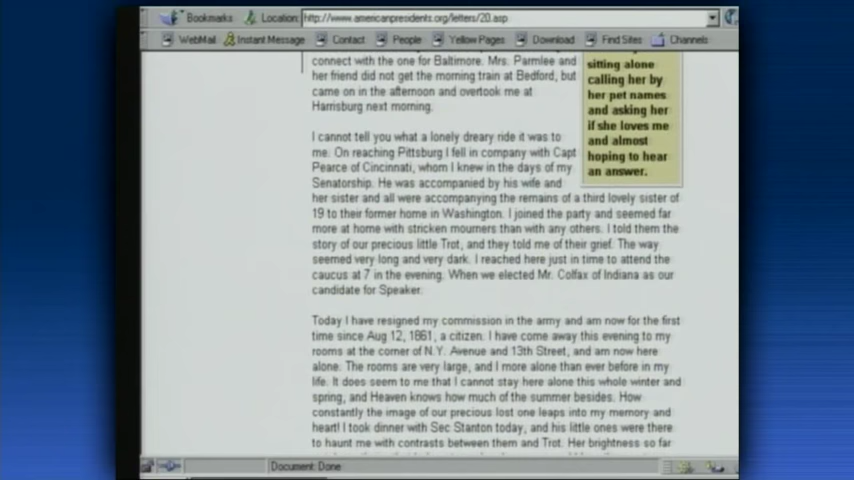 Bookmarks Location: http://www.americanpresidents.org/letters/20.asp
WebMail Instant Message Contact People Yellow Pages Download Find Sites Channels
connect with the one for Baltimore. Mrs. Parmlee and
her friend did not get the morning train at Bedford, but
came on in the afternoon and overtook me at
Harrisburg next morning.
sitting alone
calling her by
her pet names
and asking her
if she loves me
and almost
hoping to hear
an answer.
I cannot tell you what a lonely dreary ride it was to
me. On reaching Pittsburg I fell in company with Capt
Pearce of Cincinnati, whom I knew in the days of my
Senatorship. He was accompanied by his wife and
her sister and all were accompanying the remains of a third lovely sister of
19 to their former home in Washington. I joined the party and seemed far
more at home with stricken mourners than with any others. I told them the
story of our precious little Trot, and they told me of their grief. The way
seemed very long and very dark. I reached here just in time to attend the
caucus at 7 in the evening. When we elected Mr. Colfax of Indiana as our
candidate for Speaker.
Today I have resigned my commission in the army and am now for the first
time since Aug 12, 1861, a citizen. I have come away this evening to my
rooms at the corner of N.Y. Avenue and 13th Street, and am now here
alone. The rooms are very large, and I more alone than ever before in my
life. It does seem to me that I cannot stay here alone this whole winter and
spring, and Heaven knows how much of the summer besides. How
constantly the image of our precious lost one leaps into my memory and
heart! I took dinner with Sec Stanton today, and his little ones were there
to haunt me with contrasts between them and Trot. Her brightness so far
Document: Done